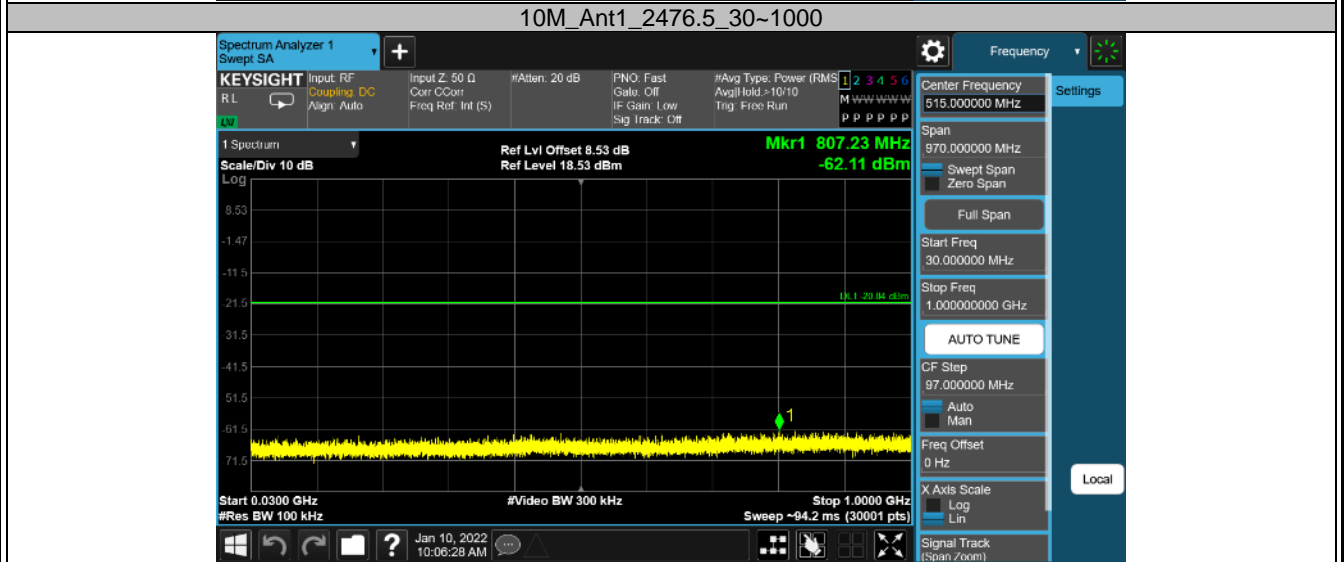 10M_Ant1_2476.5_30~1000
Spectrum Analyzer 1
Swept SA
Frequency
KEYSIGHT
Input: RF
Coupling: DC
Align: Auto
Input Z: 50 Ω
Corr CCorr
Freq Ref: Int (S)
#Atten: 20 dB
PNO: Fast
Gate: Off
IF Gain: Low
Sig Track: Off
#Avg Type: Power (RMS
Avg|Hold:>10/10
Trig: Free Run
1 2 3 4 5 6
M W W W W W
P P P P P P
R L
1 Spectrum
Scale/Div 10 dB
Log
Ref Lvl Offset 8.53 dB
Ref Level 18.53 dBm
Mkr1 807.23 MHz
-62.11 dBm
8.53
-1.47
-11.5
-21.5
-31.5
-41.5
-51.5
-61.5
-71.5
DL1 -20.84 dBm
1
Start 0.0300 GHz
#Res BW 100 kHz
#Video BW 300 kHz
Stop 1.0000 GHz
Sweep ~94.2 ms (30001 pts)
Jan 10, 2022
10:06:28 AM
Center Frequency
515.000000 MHz
Settings
Span
970.000000 MHz
Swept Span
Zero Span
Full Span
Start Freq
30.000000 MHz
Stop Freq
1.000000000 GHz
AUTO TUNE
CF Step
97.000000 MHz
Auto
Man
Freq Offset
0 Hz
X Axis Scale
Log
Lin
Local
Signal Track
(Span Zoom)